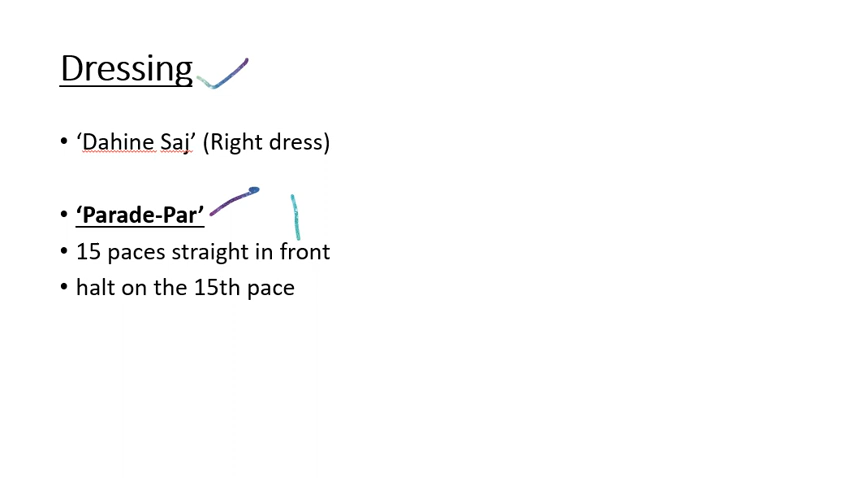 Dressing
• ‘Dahine Saj’ (Right dress)
• ‘Parade-Par’
• 15 paces straight in front
• halt on the 15th pace